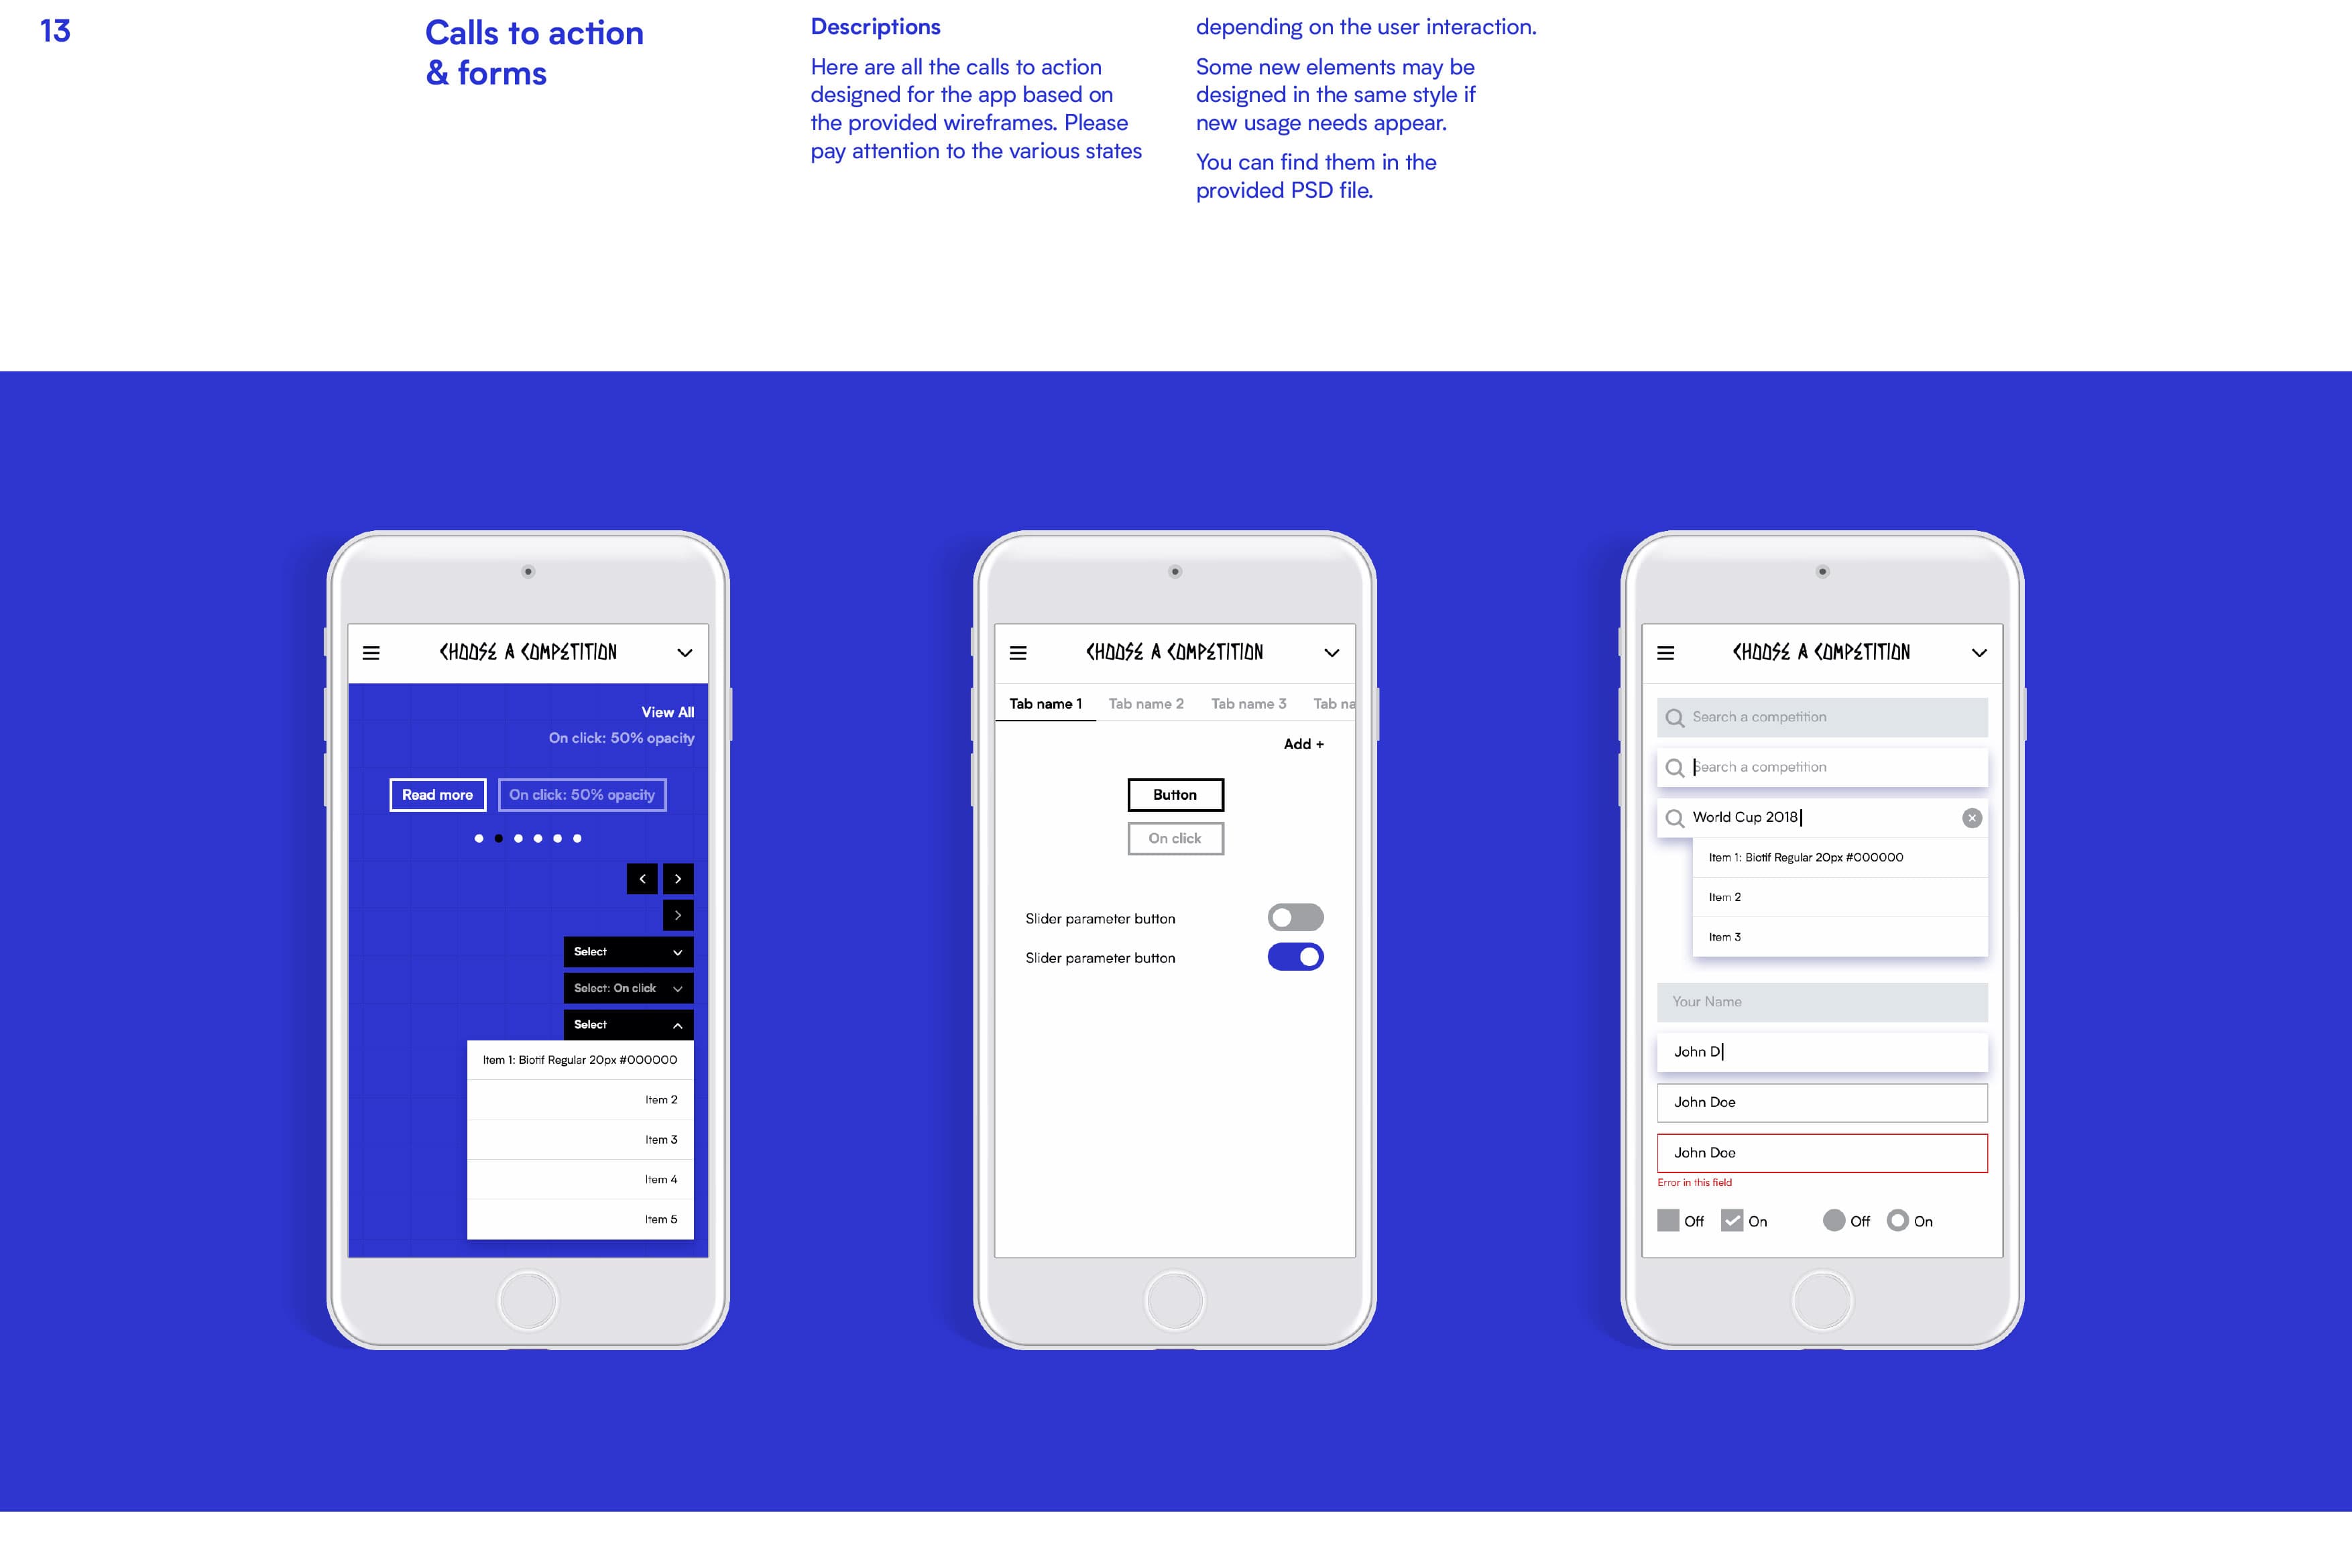 13
Calls to action
& forms
Descriptions
Here are all the calls to action
designed for the app based on
the provided wireframes. Please
pay attention to the various states
depending on the user interaction.
Some new elements may be
designed in the same style if
new usage needs appear.
You can find them in the
provided PSD file.
CHOOSE A COMPETITION
View All
On click: 50% opacity
Read more
On click: 50% opacity
Select
Select: On click
Select
Item 1: Biotif Regular 20px #000000
Item 2
Item 3
Item 4
Item 5
CHOOSE A COMPETITION
Tab name 1 Tab name 2 Tab name 3 Tab na
Add +
Button
On click
Slider parameter button
Slider parameter button
CHOOSE A COMPETITION
Search a competition
Search a competition
World Cup 2018
Item 1: Biotif Regular 20px #000000
Item 2
Item 3
Your Name
John D
John Doe
John Doe
Error in this field
Off On Off On